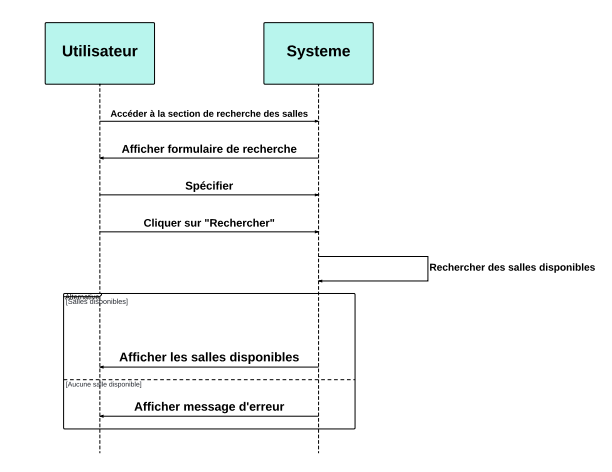 Utilisateur
Systeme
Accéder à la section de recherche des salles
Afficher formulaire de recherche
Spécifier
Cliquer sur "Rechercher"
Rechercher des salles disponibles
Alternative
[Salles disponibles]
Afficher les salles disponibles
[Aucune salle disponible]
Afficher message d'erreur